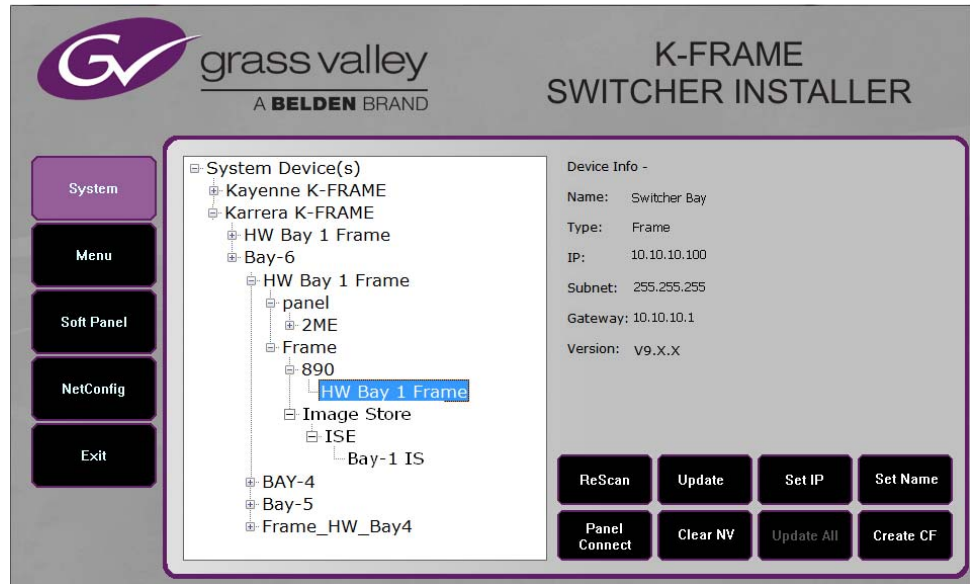 GV
grass valley
A BELDEN BRAND
K-FRAME
SWITCHER INSTALLER
System
Menu
Soft Panel
NetConfig
Exit
System Device(s)
Kayenne K-FRAME
Karrera K-FRAME
HW Bay 1 Frame
Bay-6
HW Bay 1 Frame
panel
2ME
Frame
890
HW Bay 1 Frame
Image Store
ISE
Bay-1 IS
BAY-4
Bay-5
Frame_HW_Bay4
Device Info -
Name: Switcher Bay
Type: Frame
IP: 10.10.10.100
Subnet: 255.255.255
Gateway: 10.10.10.1
Version: V9.X.X
ReScan
Update
Set IP
Set Name
Panel
Connect
Clear NV
Update All
Create CF